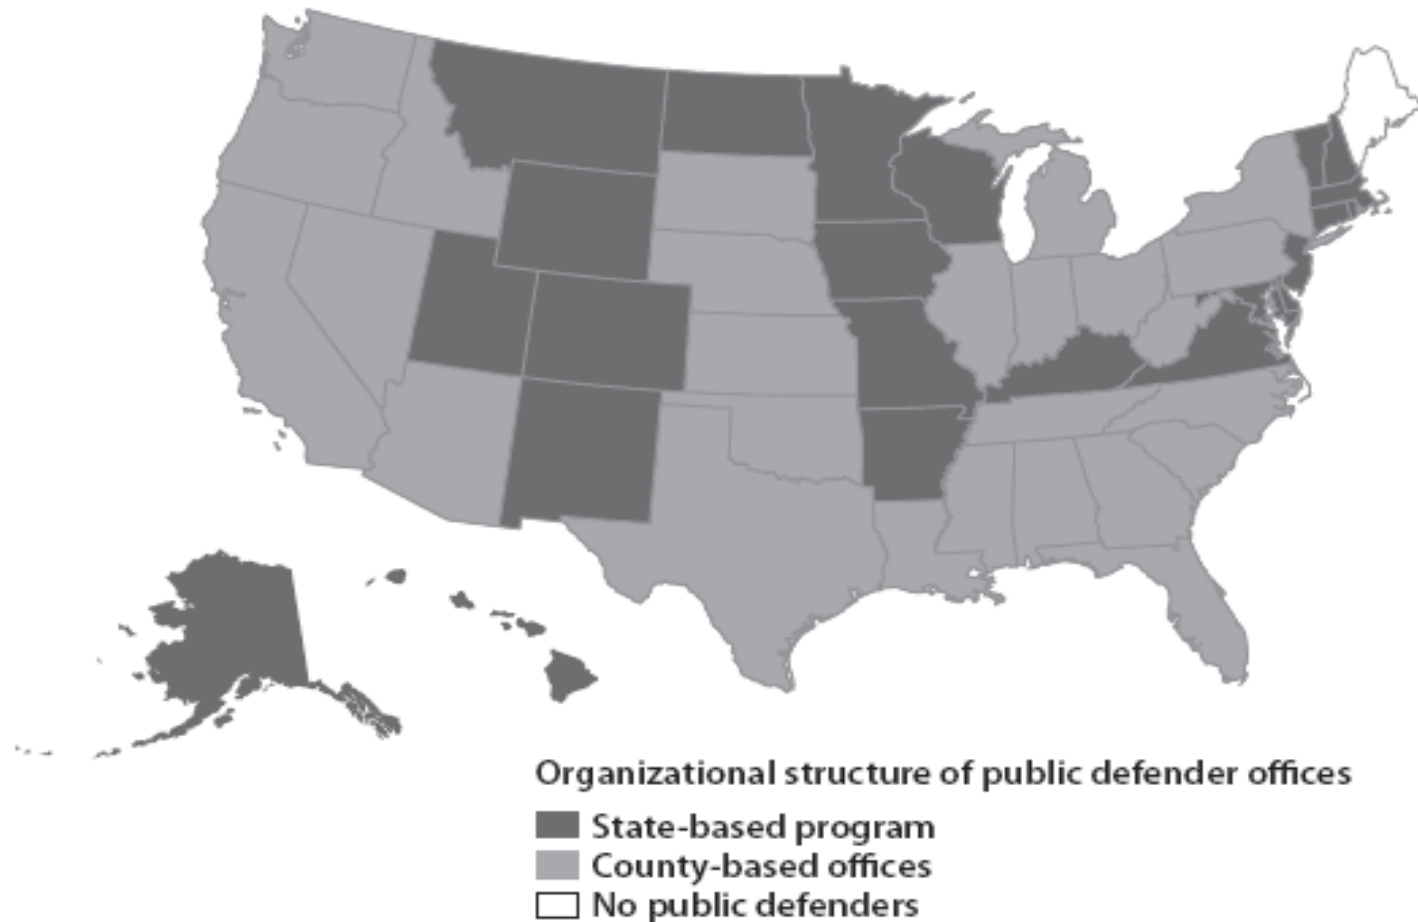 Organizational structure of public defender offices
State-based program
County-based offices
No public defenders